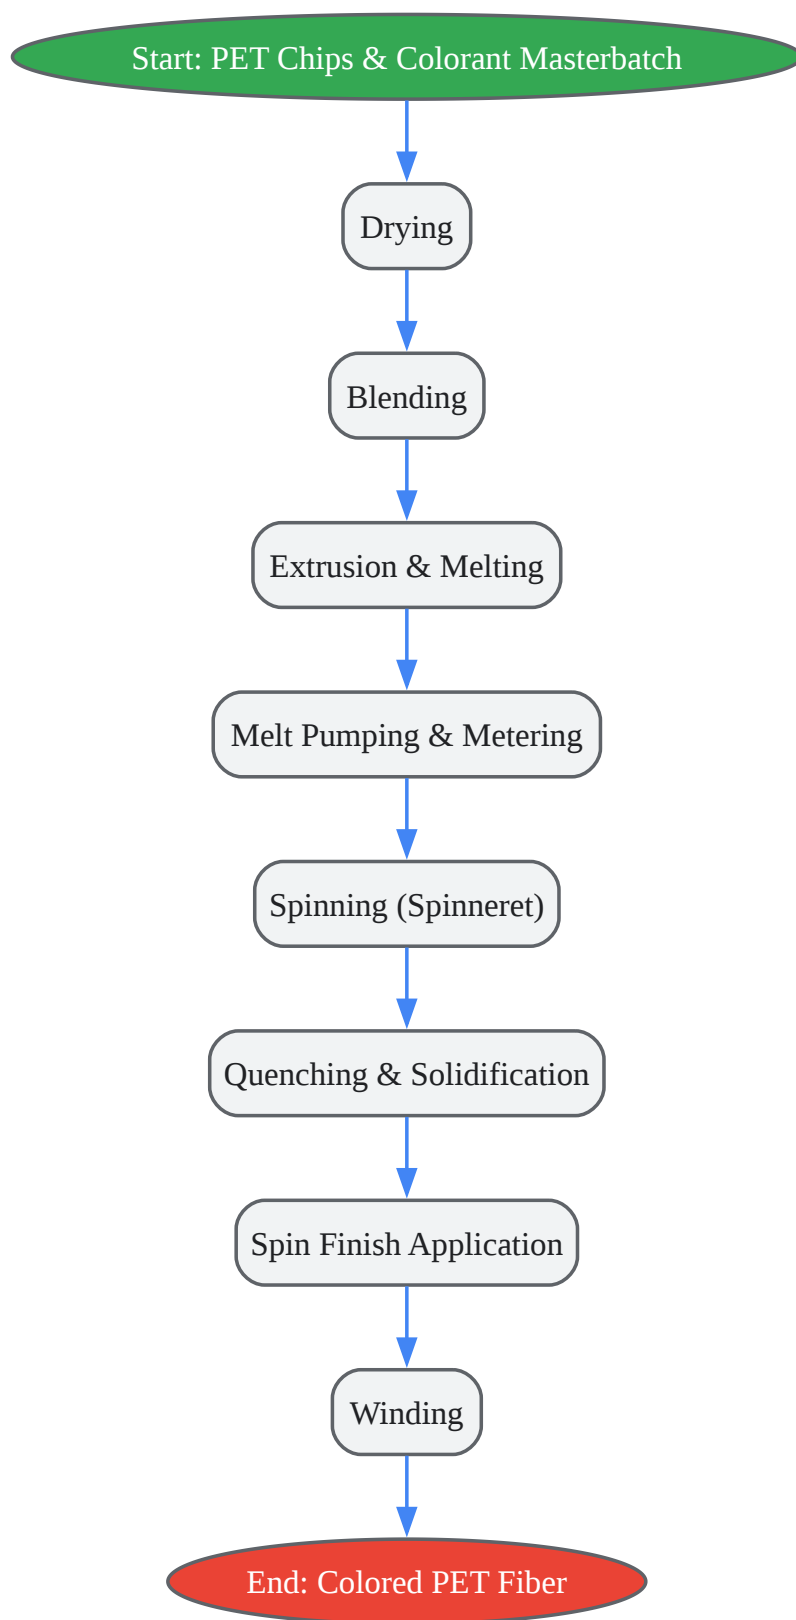 Start: PET Chips & Colorant Masterbatch
Drying
Blending
Extrusion & Melting
Melt Pumping & Metering
Spinning (Spinneret)
Quenching & Solidification
Spin Finish Application
Winding
End: Colored PET Fiber